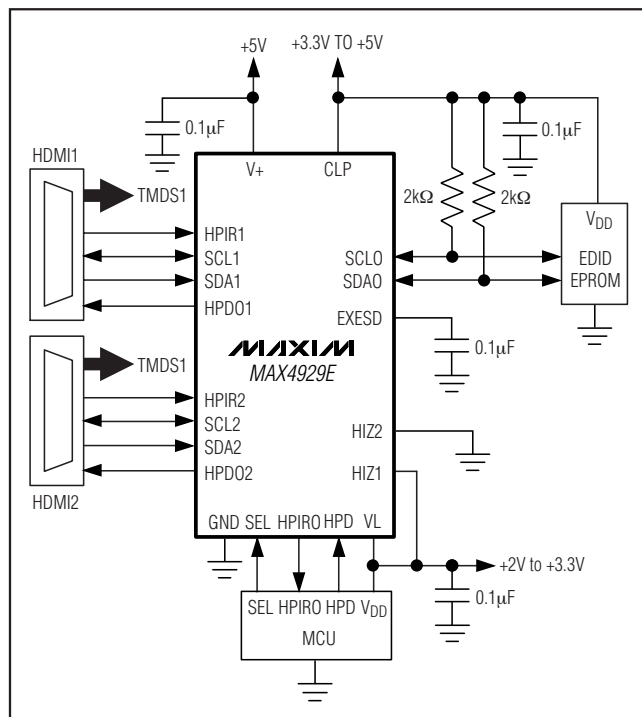 +5V
+3.3V TO +5V
0.1µF
0.1µF
HDMI1
V+
CLP
TMDS1
2kΩ
2kΩ
VDD
HPIR1
SCL1
SDA1
HPDO1
SCLO
SDAO
EDID
EPROM
EXESD
MAXIM
MAX4929E
0.1µF
TMDS1
HPIR2
SCL2
SDA2
HPDO2
HIZ2
HIZ1
HDMI2
GND SEL HPIRO HPD VL
+2V to +3.3V
0.1µF
SEL HPIRO HPD VDD
MCU